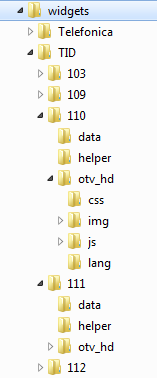 widgets
Telefonica
TID
103
109
110
data
helper
otv_hd
css
img
js
lang
111
data
helper
otv_hd
112